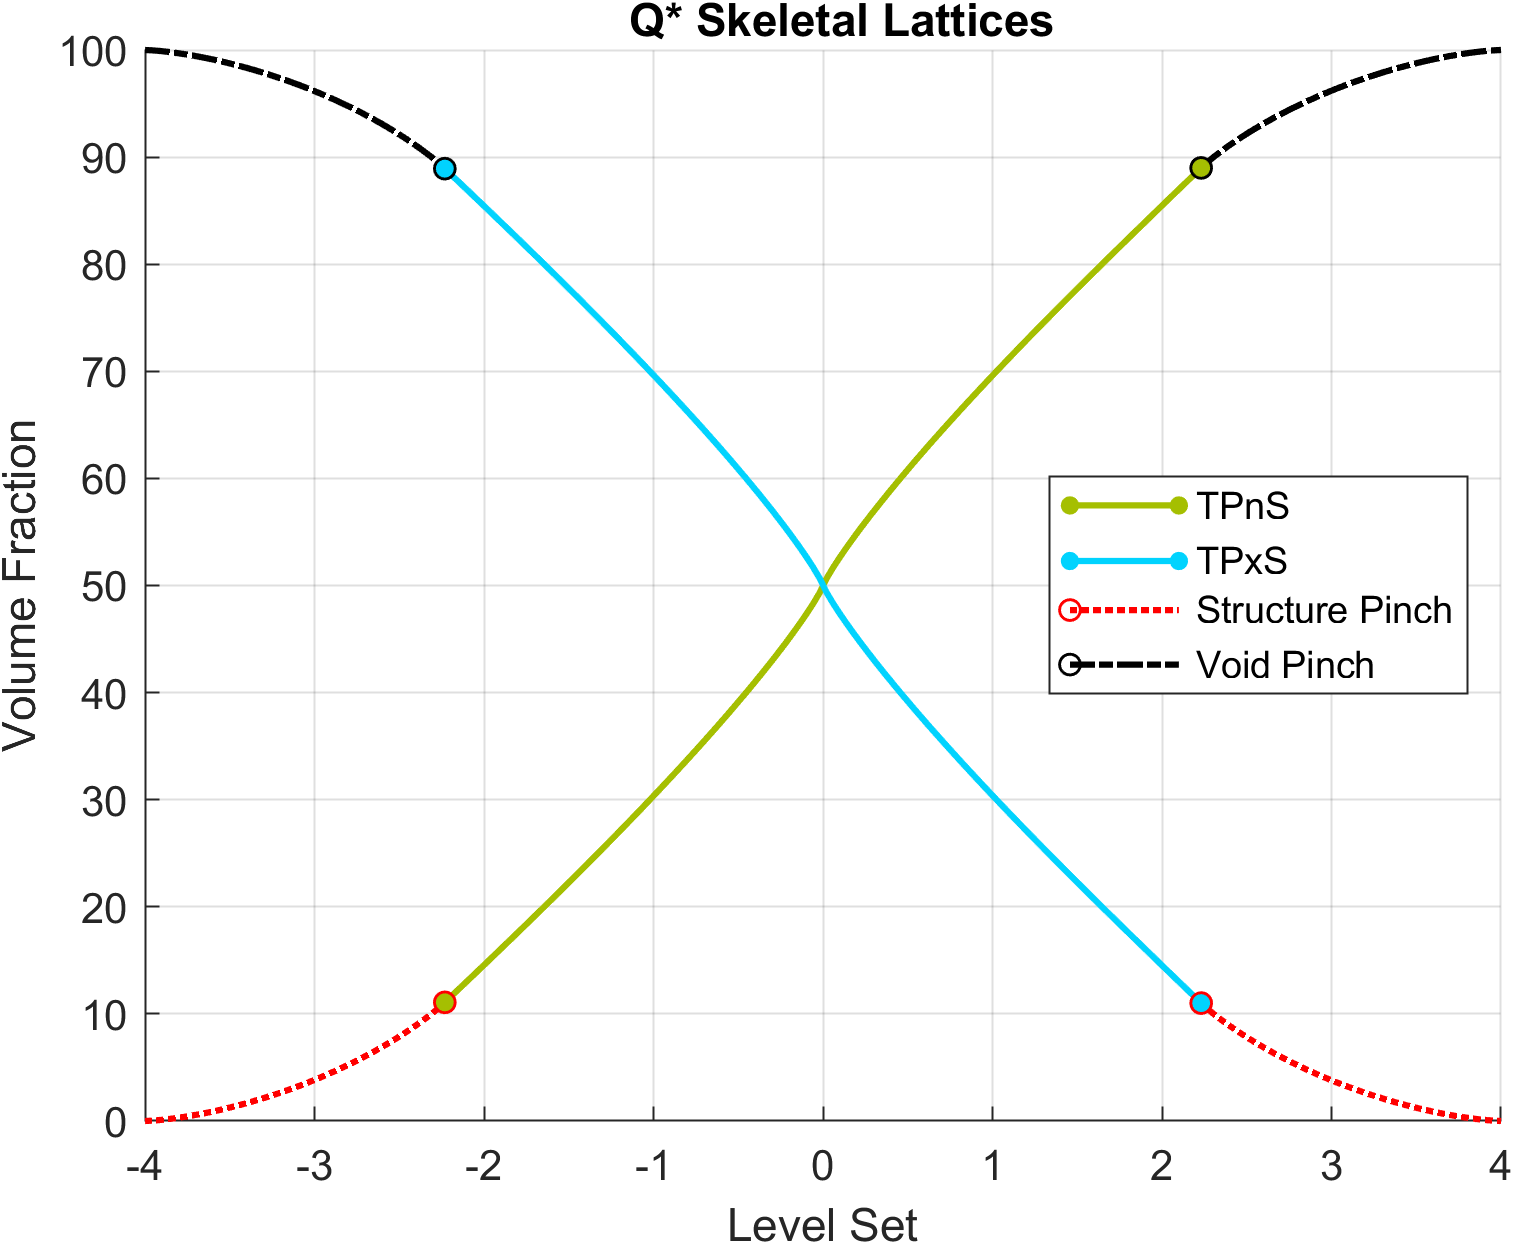 Q* Skeletal Lattices
Volume Fraction
100
90
80
70
60
50
40
30
20
10
0
TPnS
TPxS
Structure Pinch
Void Pinch
-4 -3 -2 -1 0 1 2 3 4
Level Set